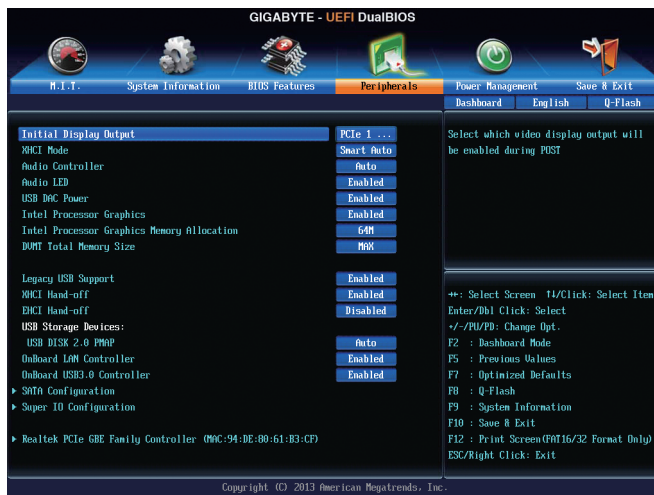 GIGABYTE - UEFI DualBIOS
M.I.T. System Information BIOS Features Peripherals Power Management Save & Exit
Dashboard English Q-Flash
Initial Display Output PCIe 1 ...
XHCI Mode Smart Auto
Audio Controller Auto
Audio LED Enabled
USB DAC Power Enabled
Intel Processor Graphics Enabled
Intel Processor Graphics Memory Allocation 64M
DVMT Total Memory Size MAX
Legacy USB Support Enabled
XHCI Hand-off Enabled
EHCI Hand-off Disabled
USB Storage Devices:
USB DISK 2.0 PMAP Auto
OnBoard LAN Controller Enabled
OnBoard USB3.0 Controller Enabled
SATA Configuration
Super IO Configuration
Realtek PCIe GBE Family Controller (MAC:94:DE:80:61:B3:CF)
Select which video display output will
be enabled during POST
↔: Select Screen ↑↓/Click: Select Item
Enter/Dbl Click: Select
+/-/PU/PD: Change Opt.
F2 : Dashboard Mode
F5 : Previous Values
F7 : Optimized Defaults
F8 : Q-Flash
F9 : System Information
F10 : Save & Exit
F12 : Print Screen(FAT16/32 Format Only)
ESC/Right Click: Exit
Copyright (C) 2013 American Megatrends, Inc.